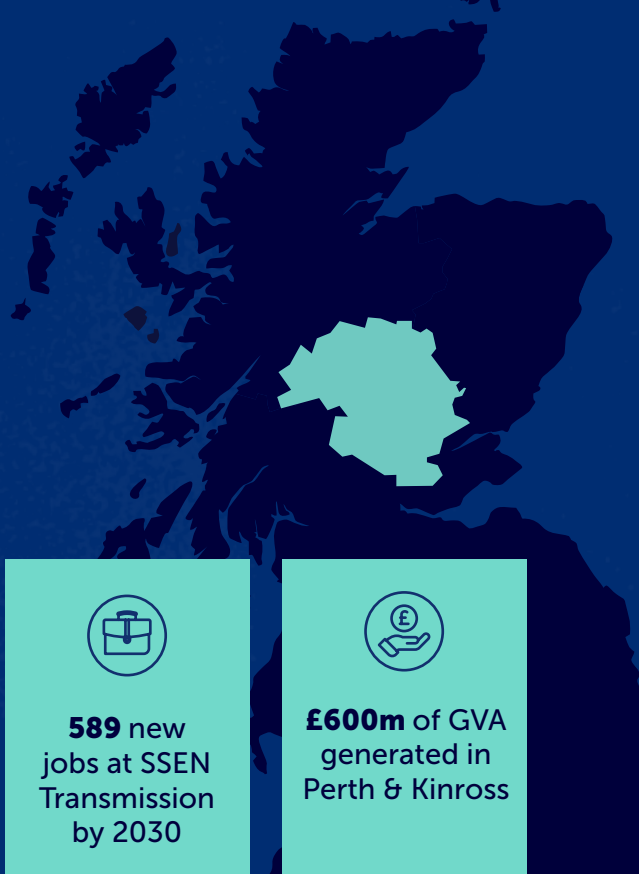 589 new
jobs at SSEN
Transmission
by 2030
£
£600m of GVA
generated in
Perth & Kinross